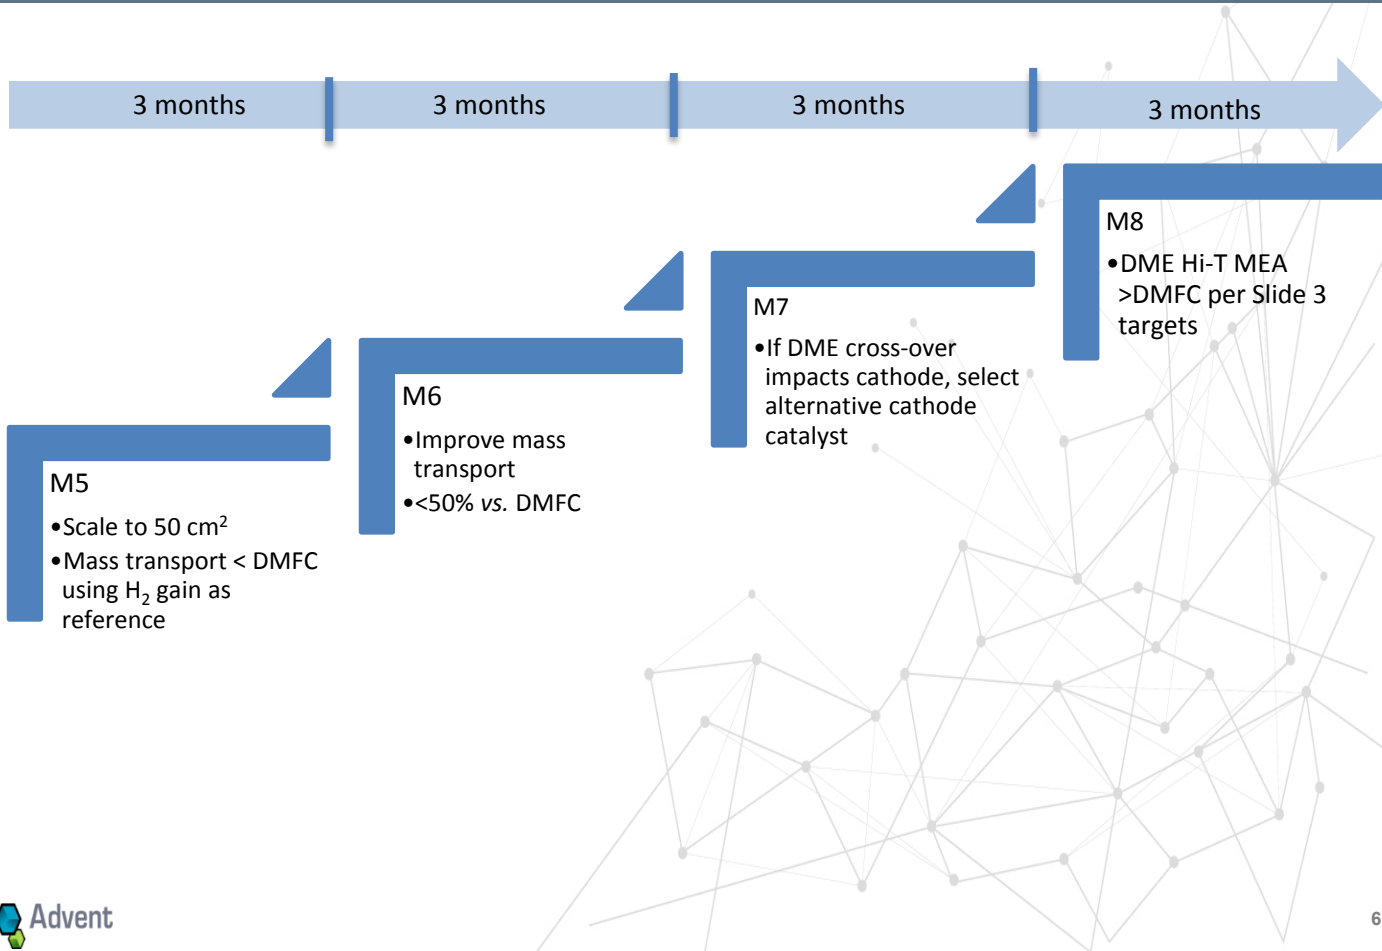 3 months
3 months
3 months
3 months
M5
•Scale to 50 cm²
•Mass transport < DMFC
using H₂ gain as
reference
M6
•Improve mass
transport
•<50% vs. DMFC
M7
•If DME cross-over
impacts cathode, select
alternative cathode
catalyst
M8
•DME Hi-T MEA
>DMFC per Slide 3
targets
Advent
6